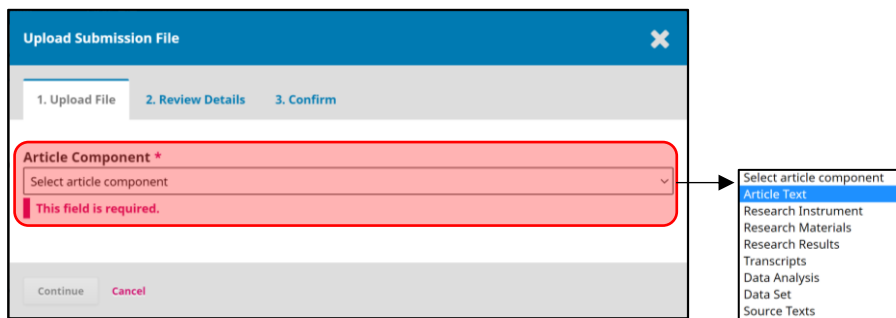 Upload Submission File
1. Upload File 2. Review Details 3. Confirm
Article Component *
Select article component
This field is required.
Continue Cancel
Select article component
Article Text
Research Instrument
Research Materials
Research Results
Transcripts
Data Analysis
Data Set
Source Texts